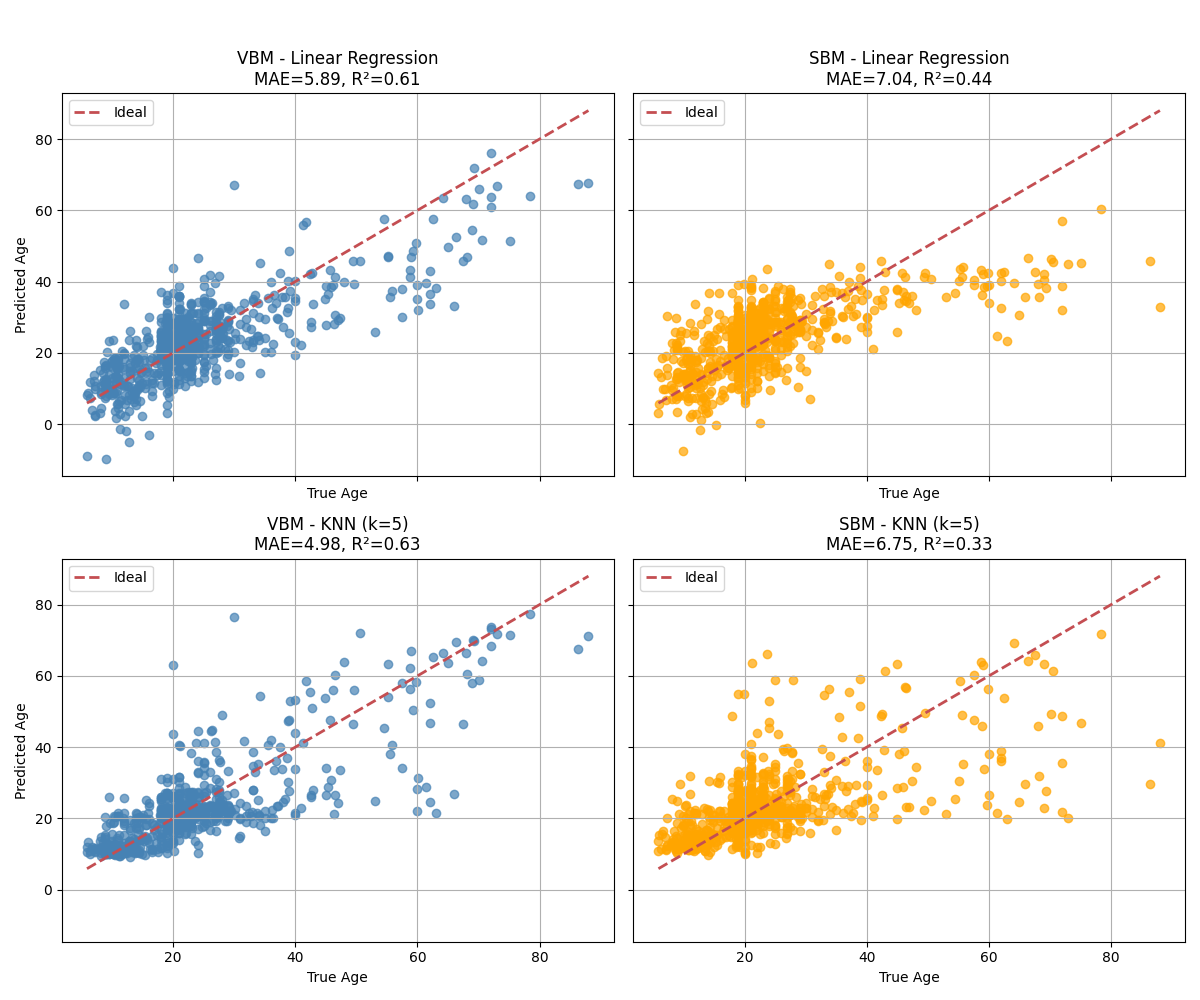 VBM - Linear Regression
MAE=5.89, R²=0.61
Ideal
80
60
40
20
0
Predicted Age
True Age
SBM - Linear Regression
MAE=7.04, R²=0.44
Ideal
True Age
VBM - KNN (k=5)
MAE=4.98, R²=0.63
Ideal
80
60
40
20
0
Predicted Age
20
40
60
80
True Age
SBM - KNN (k=5)
MAE=6.75, R²=0.33
Ideal
20
40
60
80
True Age